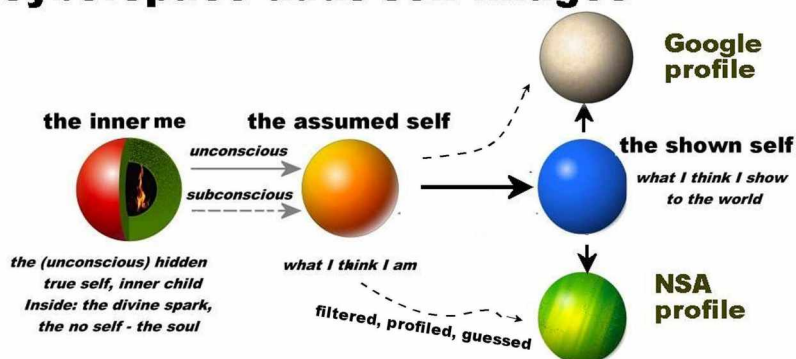 Google
profile
the inner me
the assumed self
unconscious
subconscious
the shown self
what I think I show
to the world
the (unconscious) hidden
true self, inner child
Inside: the divine spark,
the no self - the soul
what I think I am
filtered, profiled, guessed
NSA
profile